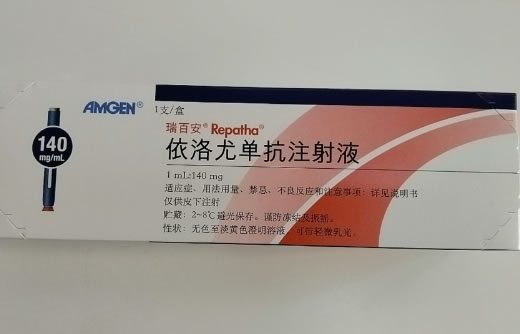 AMGEN®
1支/盒
瑞百安® Repatha®
140
mg/mL
依洛尤单抗注射液
1 mL:140 mg
适应症、用法用量、禁忌、不良反应和注意事项：详见说明书
仅供皮下注射
贮藏：2~8℃避光保存。谨防冻结及振摇。
性状：无色至淡黄色澄明溶液，可带轻微乳光。